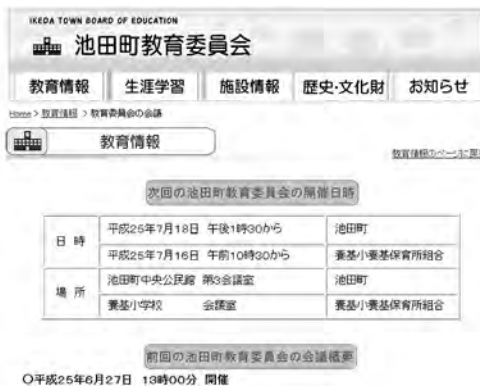 IKEDA TOWN BOARD OF EDUCATION
池田町教育委員会
教育情報 生涯学習 施設情報 歴史・文化財 お知らせ
Home > 教育情報 > 教育委員会の会議
教育情報
教育情報のページに戻
次回の池田町教育委員会の開催日時
日 時 平成25年7月18日 午後1時30から 池田町
平成25年7月16日 午前10時30から 養基小養基保育所組合
場 所 池田町中央公民館 第3会議室 池田町
養基小学校 会議室 養基小養基保育所組合
前回の池田町教育委員会の会議概要
○平成25年6月27日 13時00分 開催